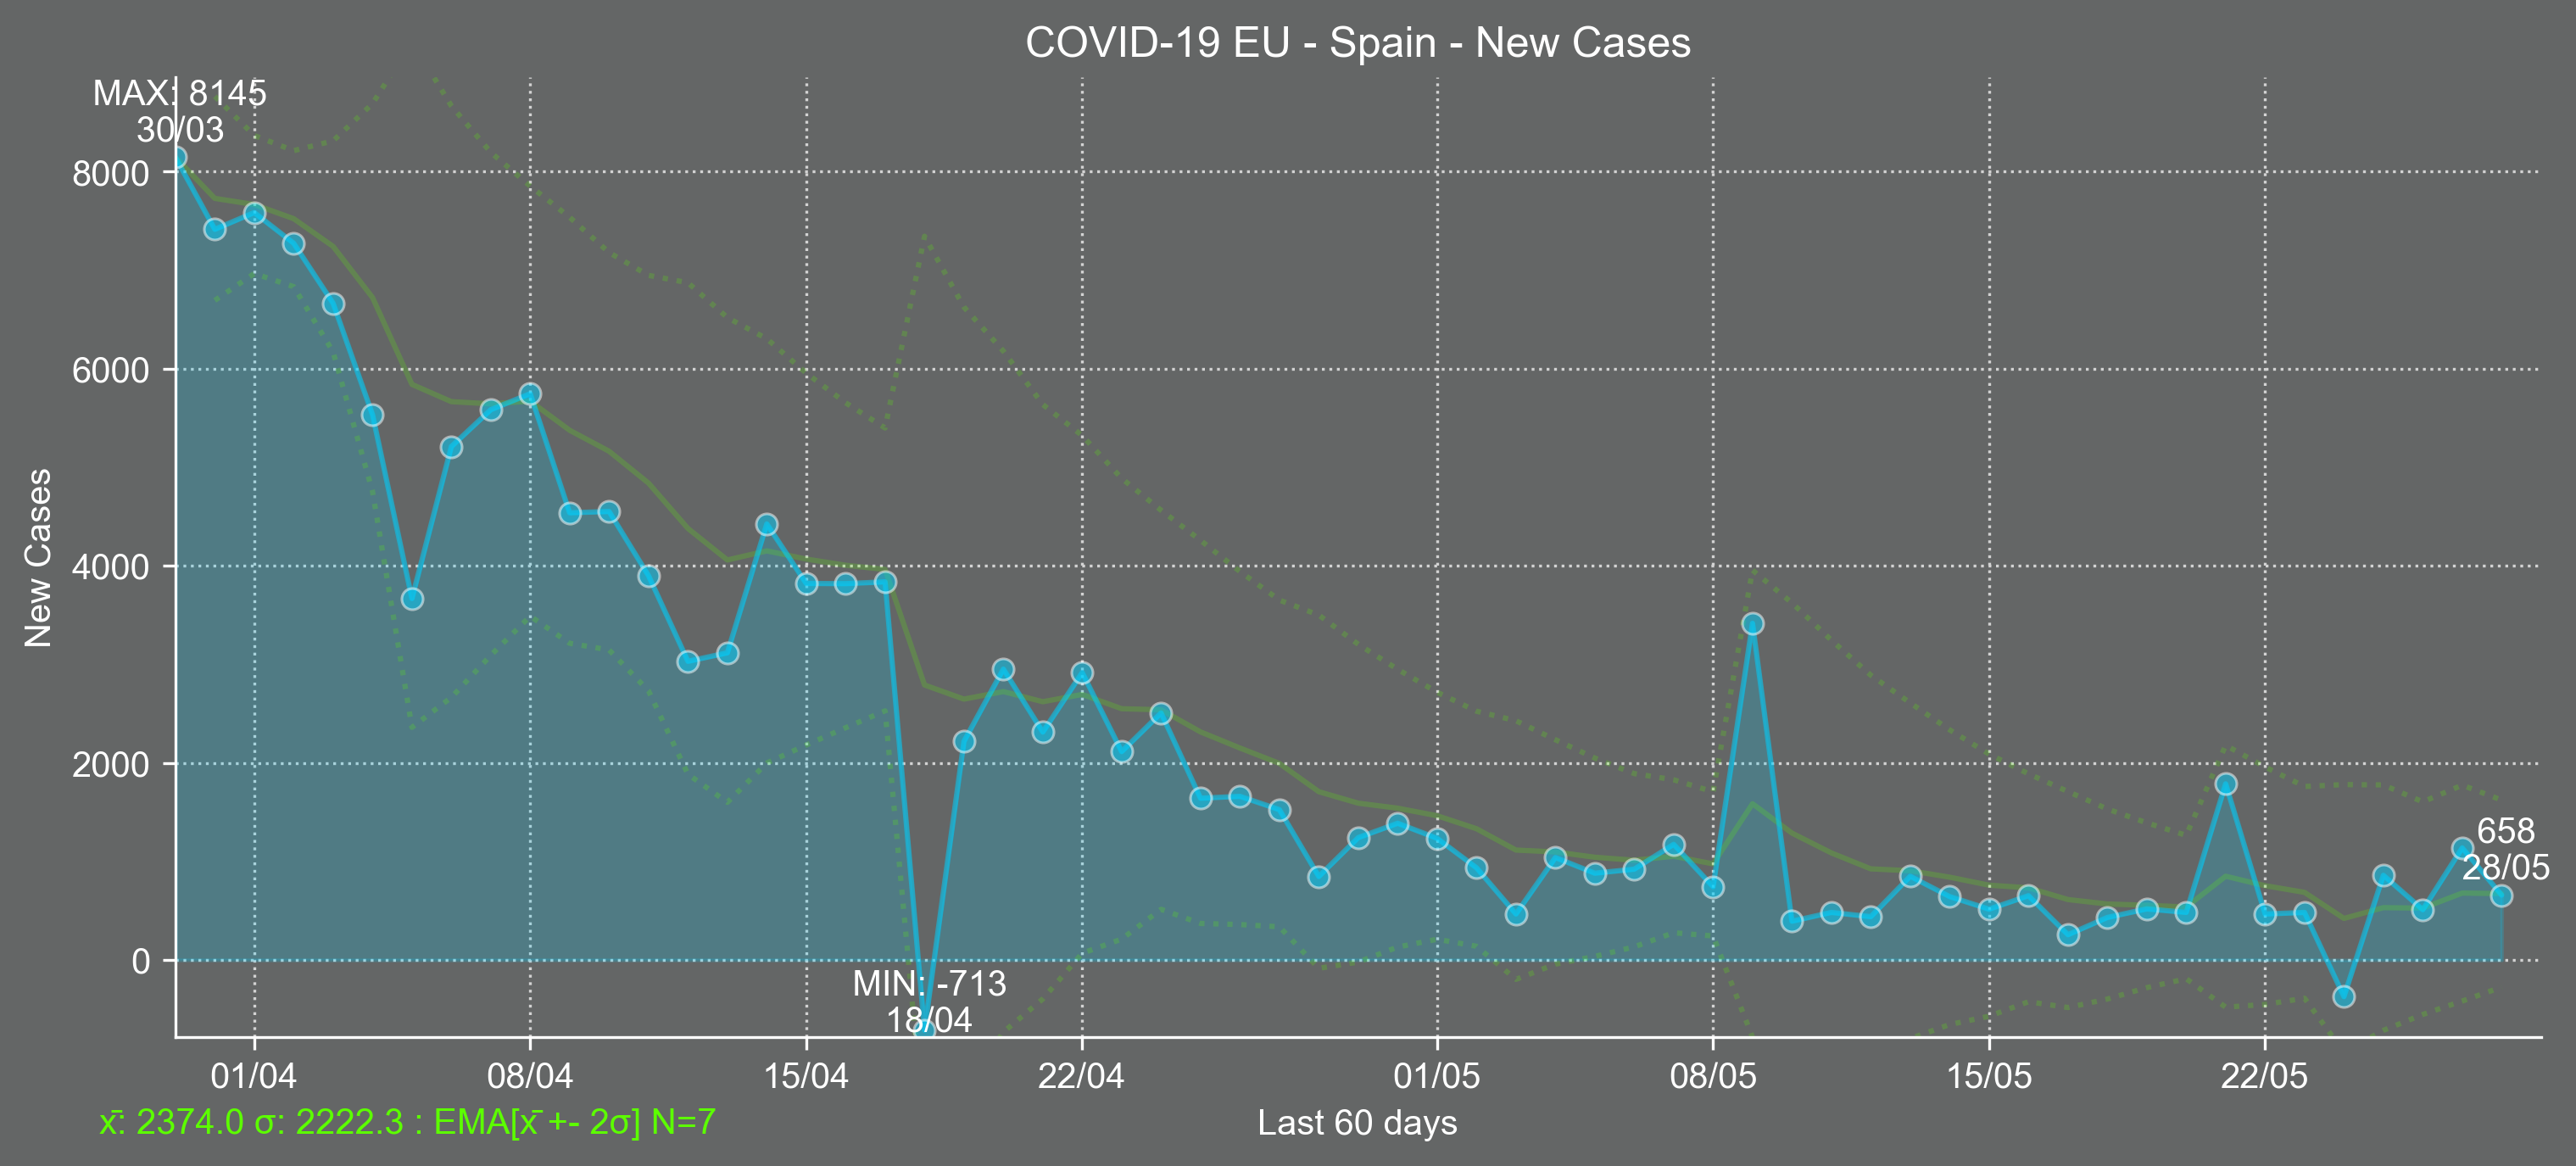 COVID-19 EU - Spain - New Cases
MAX: 8145
30/03
8000
6000
4000
2000
0
New Cases
MIN: -713
18/04
658
28/05
01/04 08/04 15/04 22/04 01/05 08/05 15/05 22/05
x̄: 2374.0 σ: 2222.3 : EMA[x̄ +- 2σ] N=7
Last 60 days